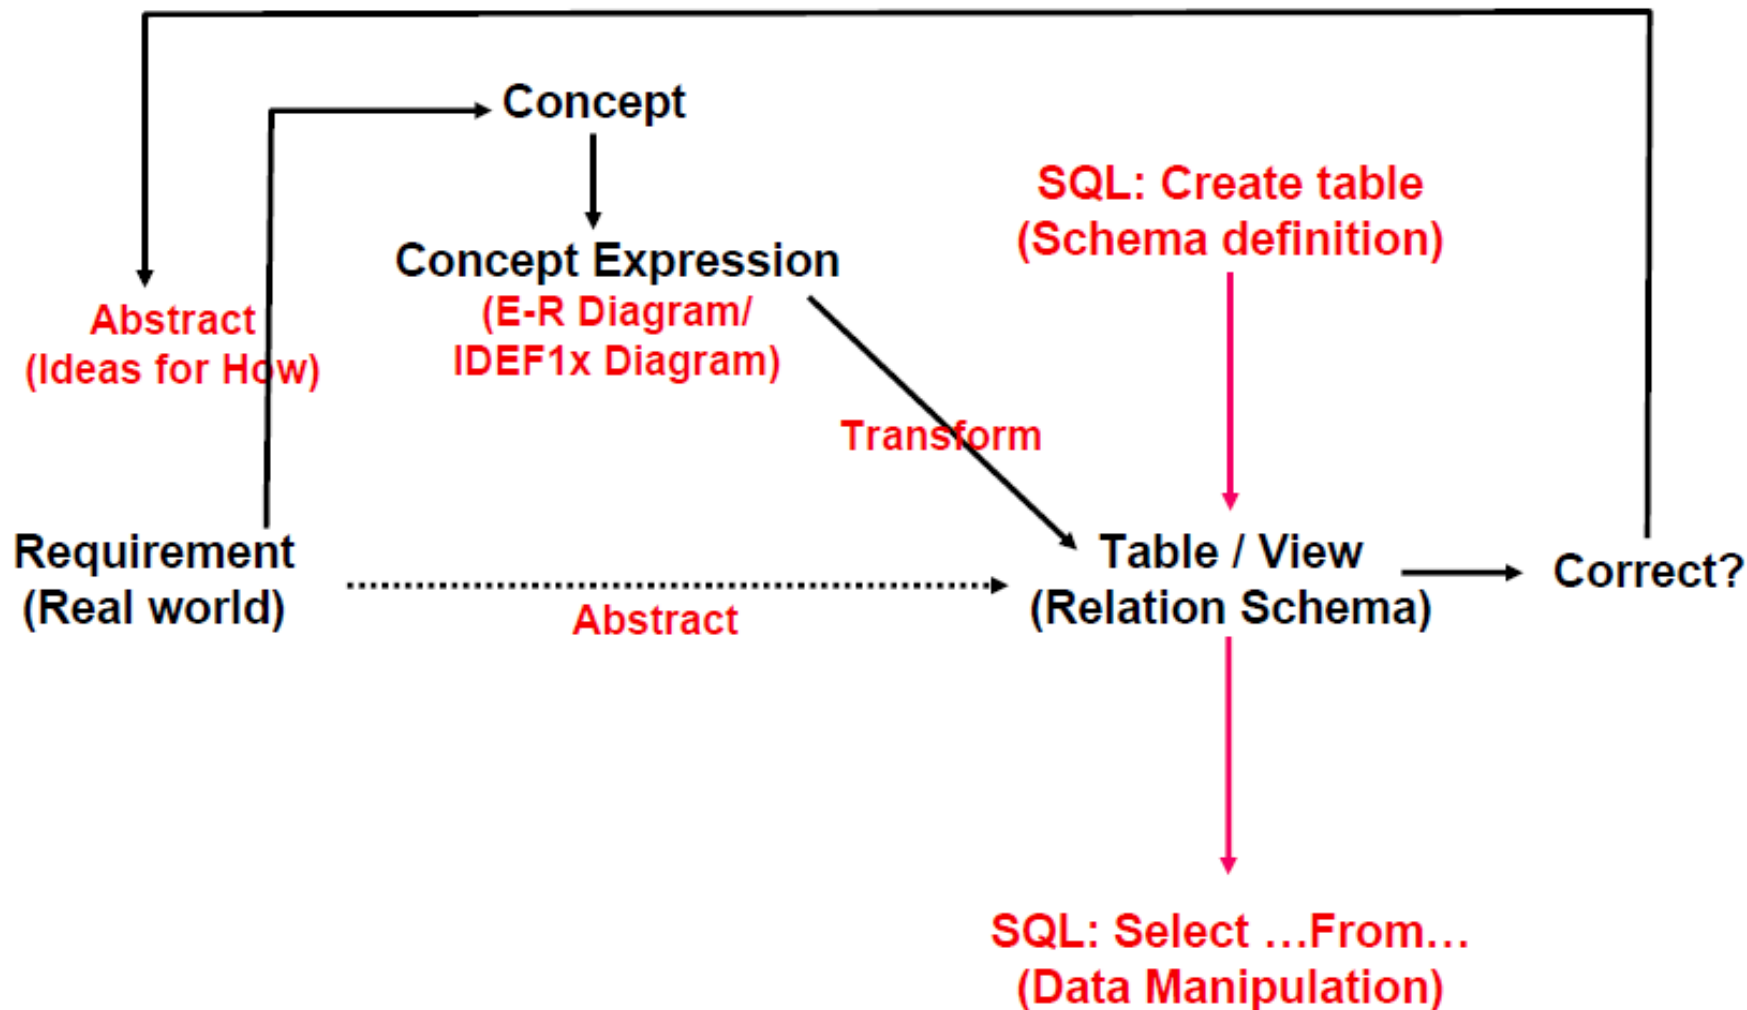 Concept
SQL: Create table
(Schema definition)
Concept Expression
(E-R Diagram/
IDEF1x Diagram)
Abstract
(Ideas for How)
Transform
Requirement
(Real world)
Abstract
Table / View
(Relation Schema)
Correct?
SQL: Select ...From...
(Data Manipulation)